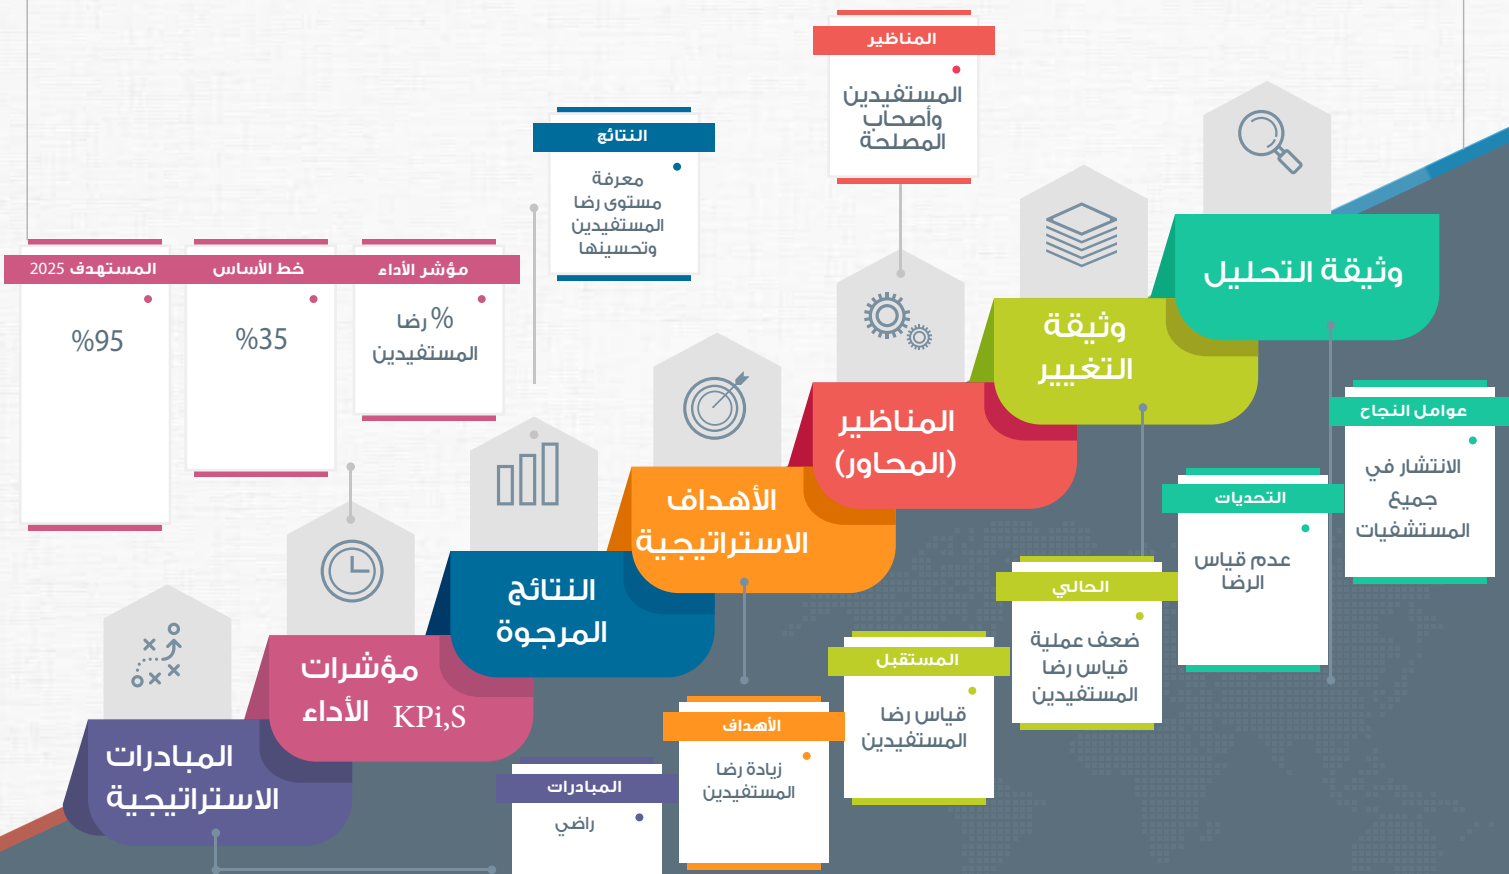 وثيقة التحليل
عوامل النجاح
الانتشار في
جميع
المستشفيات
التحديات
عدم قياس
الرضا
وثيقة
التغيير
الحالي
ضعف عملية
قياس رضا
المستفيدين
المستقبل
قياس رضا
المستفيدين
المناظير
المستفيدين
وأصحاب
المصلحة
المناظير
(المحاور)
الأهداف
الاستراتيجية
الأهداف
زيادة رضا
المستفيدين
النتائج
معرفة
مستوى رضا
المستفيدين
وتحسينها
النتائج
المرجوة
مؤشر الأداء
% رضا
المستفيدين
خط الأساس
%35
المستهدف 2025
%95
مؤشرات
الأداء KPi,S
المبادرات
الاستراتيجية
المبادرات
راضي